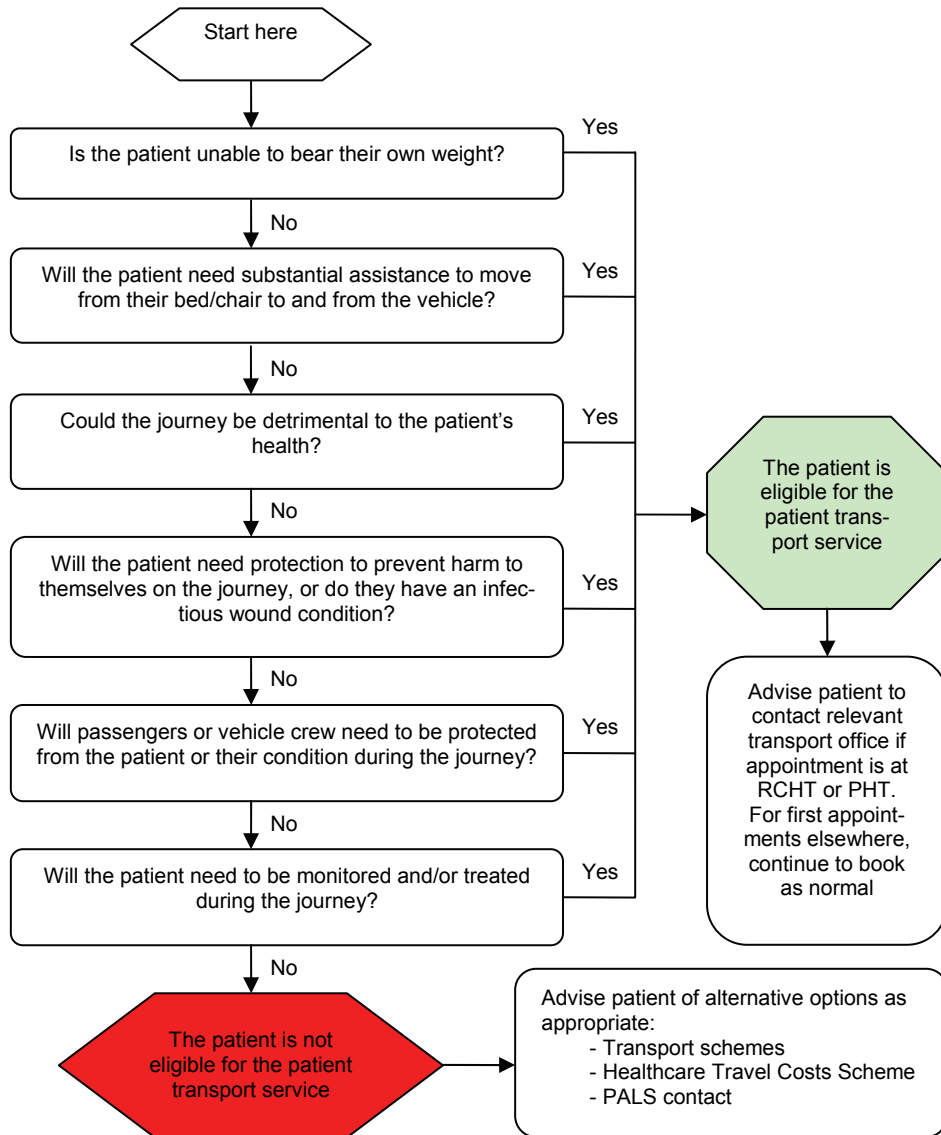 Start here
Is the patient unable to bear their own weight?
Yes
No
Will the patient need substantial assistance to move
from their bed/chair to and from the vehicle?
Yes
No
Could the journey be detrimental to the patient's
health?
Yes
No
Will the patient need protection to prevent harm to
themselves on the journey, or do they have an infec-
tious wound condition?
Yes
No
Will passengers or vehicle crew need to be protected
from the patient or their condition during the journey?
Yes
No
Will the patient need to be monitored and/or treated
during the journey?
Yes
No
The patient is
eligible for the
patient trans-
port service
Advise patient to
contact relevant
transport office if
appointment is at
RCHT or PHT.
For first appoint-
ments elsewhere,
continue to book
as normal
The patient is not
eligible for the patient
transport service
Advise patient of alternative options as
appropriate:
- Transport schemes
- Healthcare Travel Costs Scheme
- PALS contact